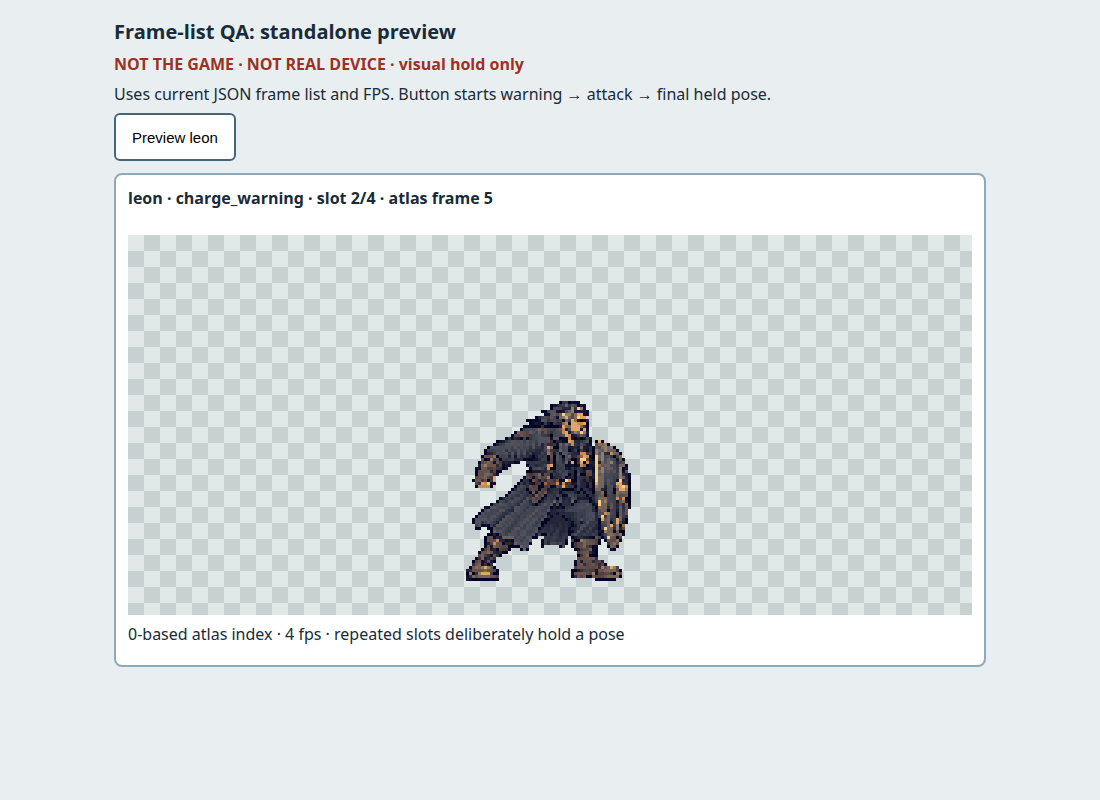 Frame-list QA: standalone preview
NOT THE GAME · NOT REAL DEVICE · visual hold only
Uses current JSON frame list and FPS. Button starts warning → attack → final held pose.
Preview leon
leon · charge_warning · slot 2/4 · atlas frame 5
0-based atlas index · 4 fps · repeated slots deliberately hold a pose